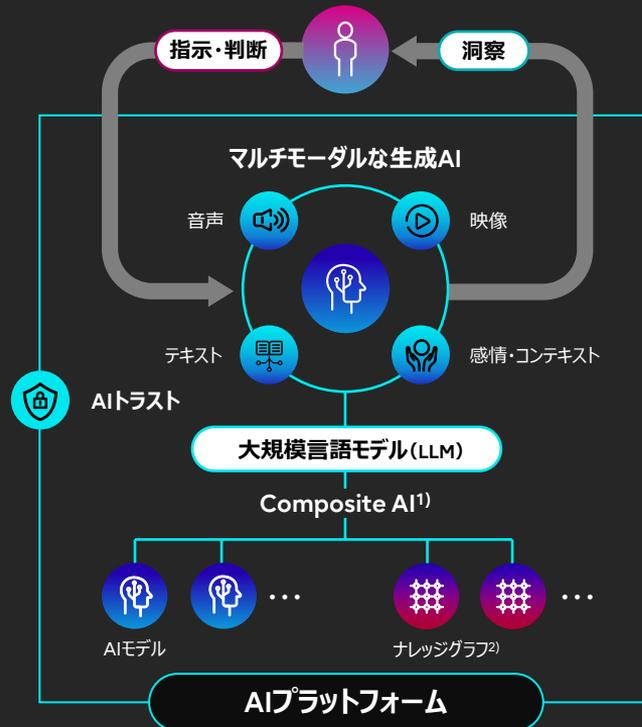 指示・判断
洞察
マルチモーダルな生成AI
音声
映像
テキスト
感情・コンテキスト
AIトラスト
大規模言語モデル(LLM)
Composite AI1)
...
...
AIモデル
ナレッジグラフ2)
AIプラットフォーム